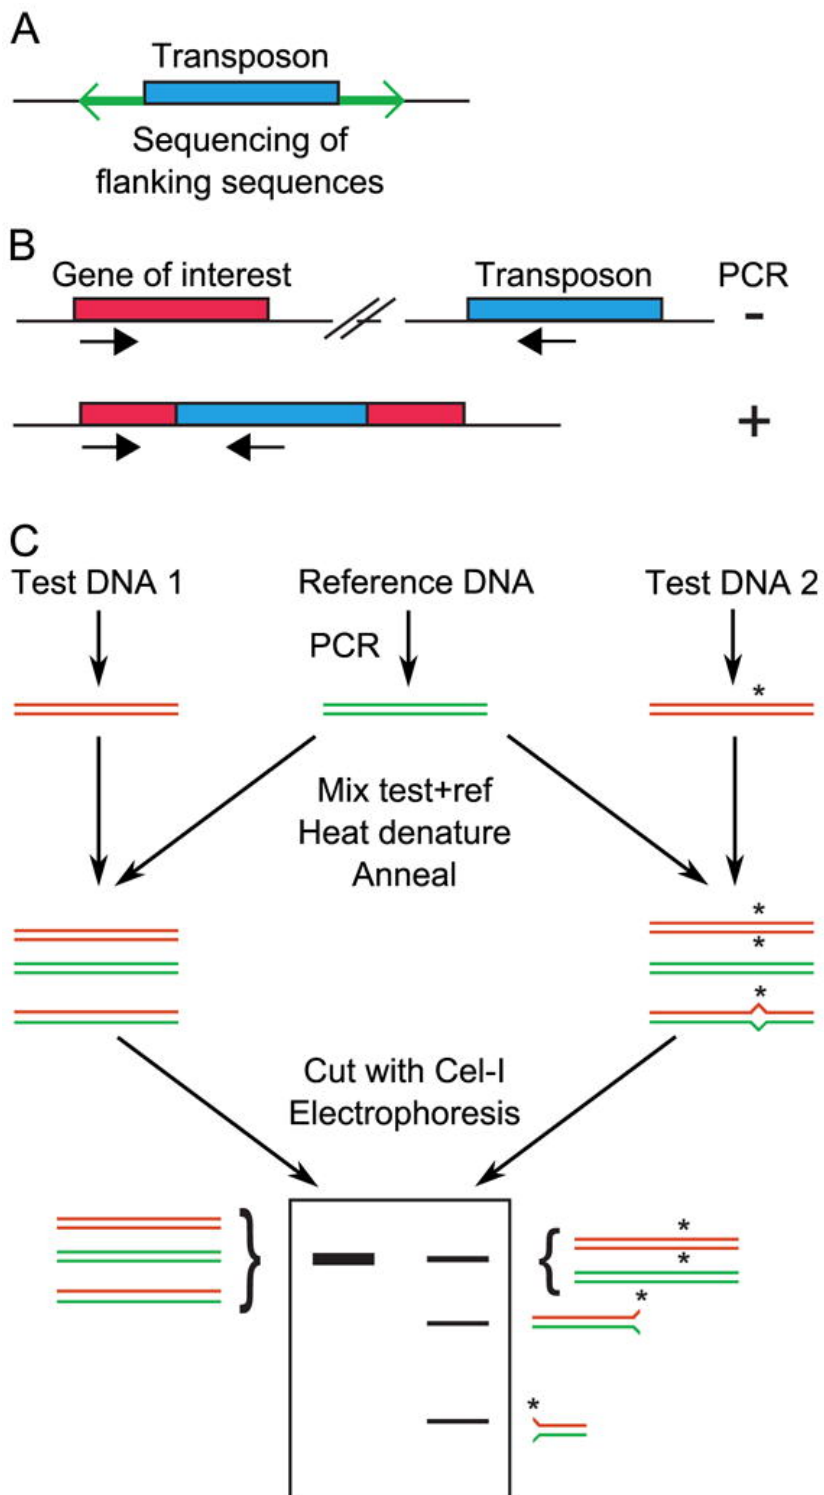 A
Transposon
Sequencing of
flanking sequences
B
Gene of interest Transposon PCR
-
+
C
Test DNA 1 Reference DNA Test DNA 2
PCR
*
Mix test+ref
Heat denature
Anneal
*
*
*
Cut with Cel-I
Electrophoresis
} { *
*
*
*